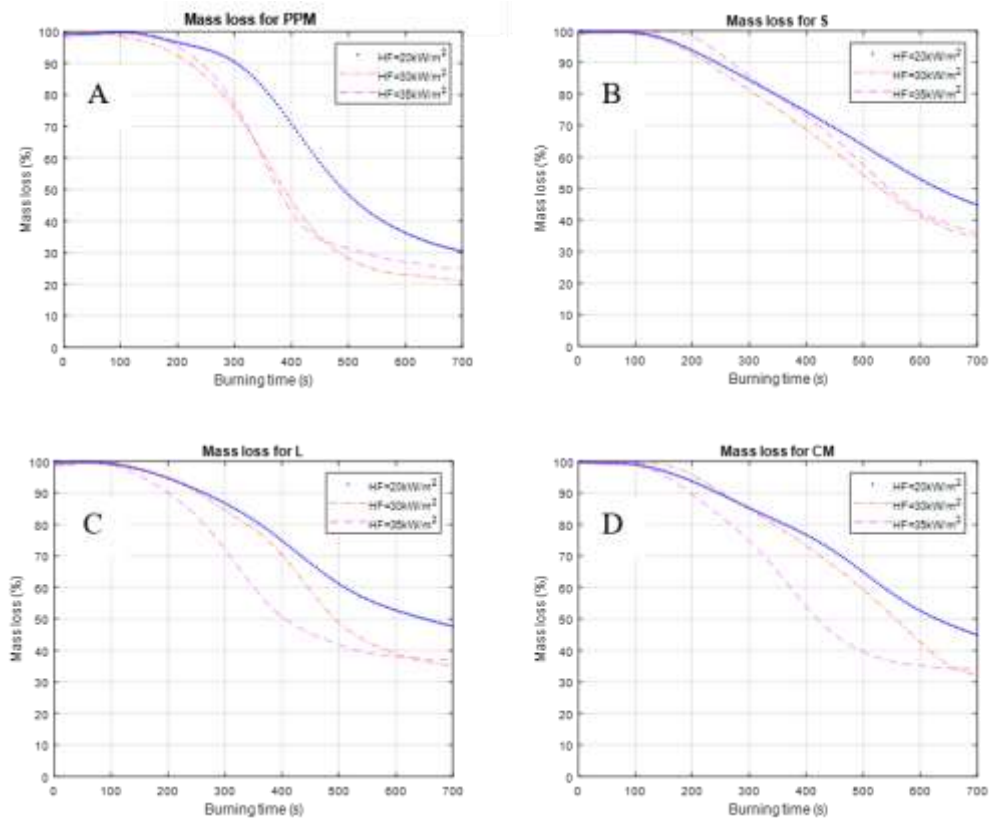 Mass loss for PPM
A
HF=20kW/m²
HF=30kW/m²
HF=35kW/m²
Mass loss (%)
100
90
80
70
60
50
40
30
20
10
0
0 100 200 300 400 500 600 700
Burning time (s)
Mass loss for S
B
HF=20kW/m²
HF=30kW/m²
HF=35kW/m²
Mass loss (%)
100
90
80
70
60
50
40
30
20
10
0
0 100 200 300 400 500 600 700
Burning time (s)
Mass loss for L
C
HF=20kW/m²
HF=30kW/m²
HF=35kW/m²
Mass loss (%)
100
90
80
70
60
50
40
30
20
10
0
0 100 200 300 400 500 600 700
Burning time (s)
Mass loss for CM
D
HF=20kW/m²
HF=30kW/m²
HF=35kW/m²
Mass loss (%)
100
90
80
70
60
50
40
30
20
10
0
0 100 200 300 400 500 600 700
Burning time (s)